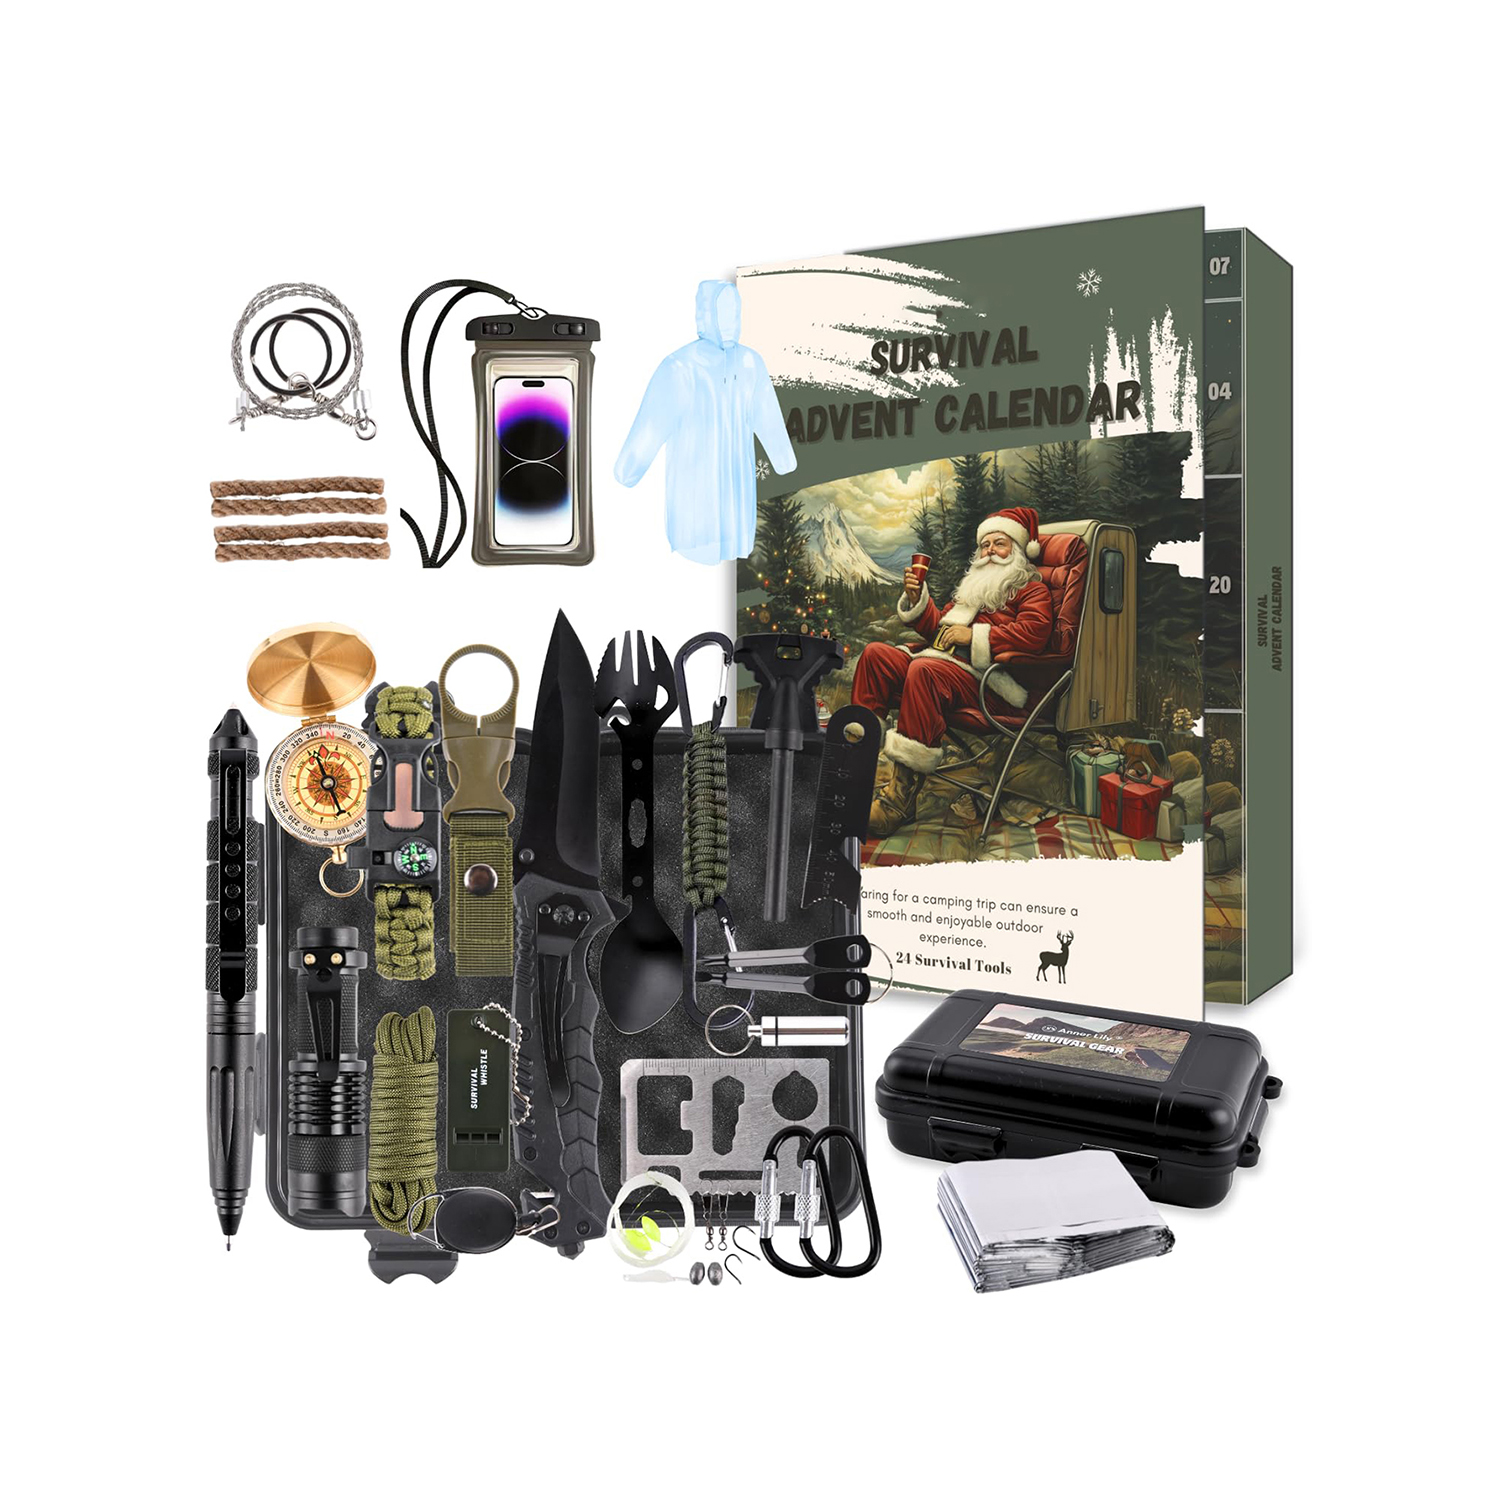 SURVIVAL
ADVENT CALENDAR
07
04
20
SURVIVAL
ADVENT CALENDAR
for a camping trip can ensure a
smooth and enjoyable outdoor
experience.
24 Survival Tools
Anner Lily
SURVIVAL GEAR
SURVIVAL
WHISTLE